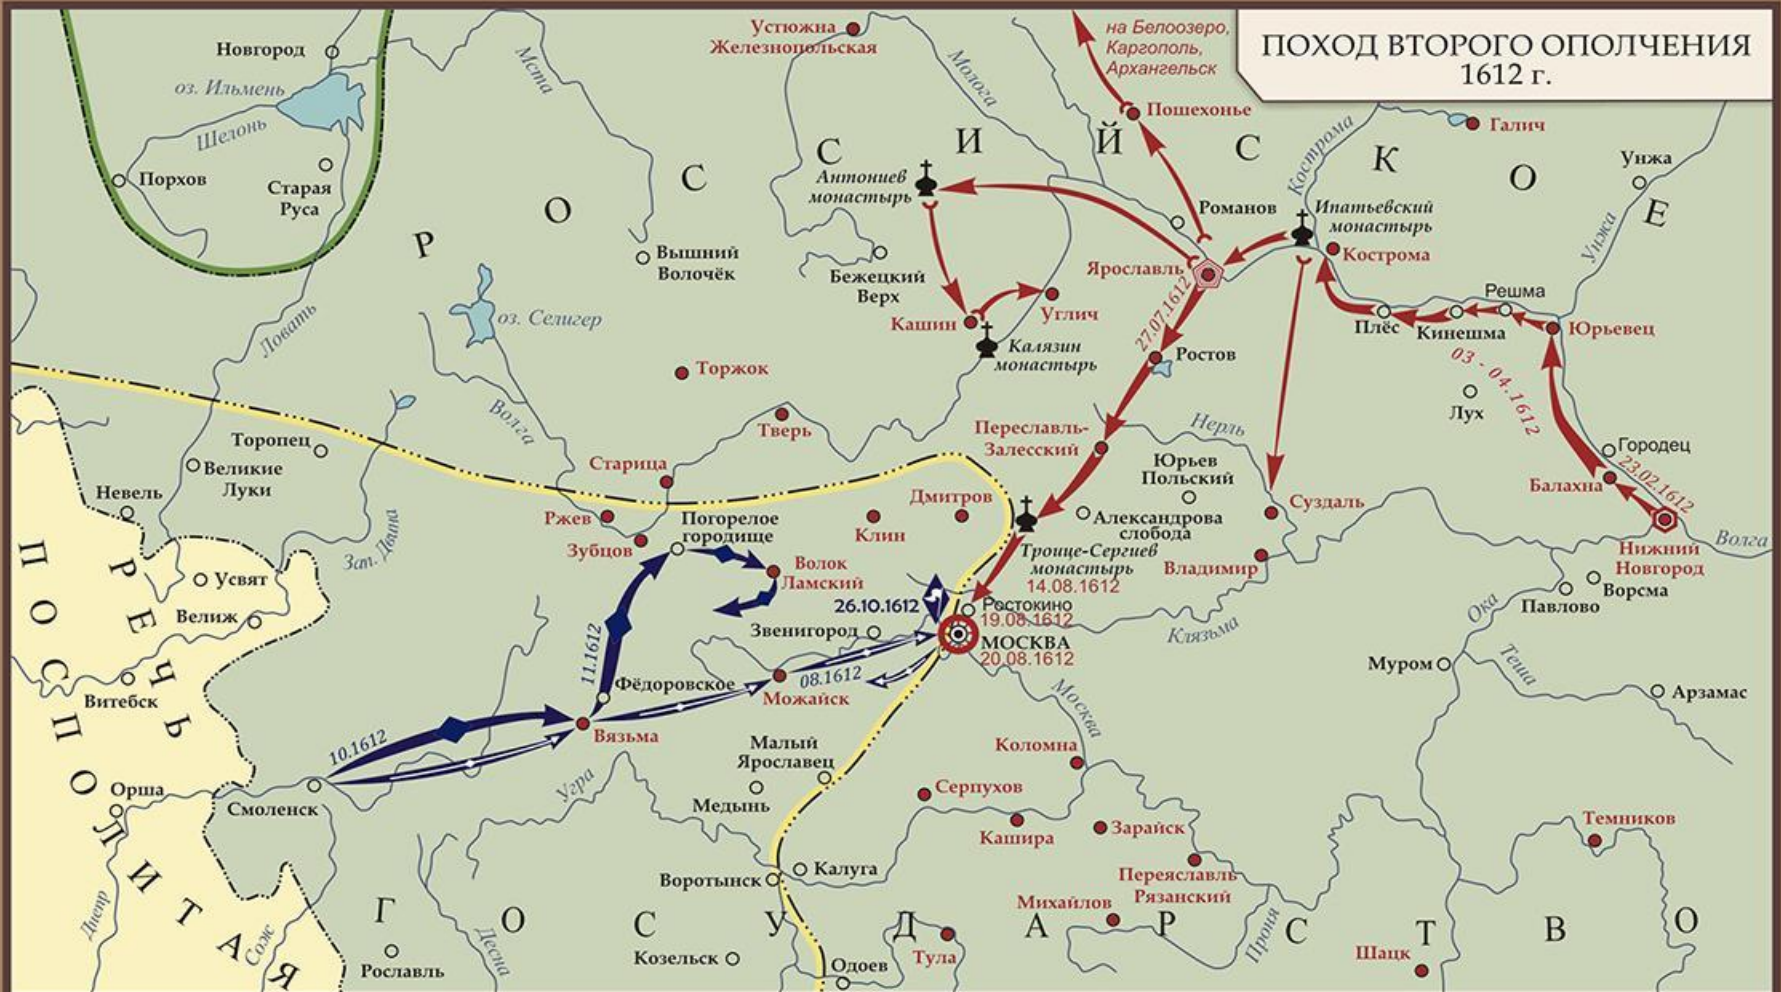 ПОХОД ВТОРОГО ОПОЛЧЕНИЯ
1612 г.
Новгород
оз. Ильмень
Шелонь
Порхов
Старая
Руса
Мста
Устюжна
Железнопольская
Молога
на Белоозеро,
Каргополь,
Архангельск
Пошехонье
Галич
Кострома
Унжа
Унжа
РОССИЙСКОЕ
Антониев
монастырь
Романов
Ипатьевский
монастырь
Кострома
Вышний
Волочёк
Бежецкий
Верх
Ярославль
27.07.1612
Кашин
Углич
Калязин
монастырь
Ростов
Плёс
Кинешма
Решма
Юрьевец
03 - 04.1612
Лух
оз. Селигер
Ловать
Торжок
Тверь
Волга
Старица
Торопец
Великие
Луки
Невель
Переславль-
Залесский
Нерль
Юрьев
Польский
Городец
23.02.1612
Балахна
Нижний
Новгород
Волга
Суздаль
Александрова
слобода
Дмитров
Клин
Ржев
Зубцов
Погорелое
городище
Волок
Ламский
Зап. Двина
Усвят
Велиж
Витебск
Троице-Сергиев
монастырь
14.08.1612
Владимир
Ростокино
19.08.1612
МОСКВА
20.08.1612
26.10.1612
Звенигород
08.1612
Можайск
11.1612
Фёдоровское
Вязьма
10.1612
Клязьма
Павлово
Ворсма
Ока
Теша
Муром
Арзамас
Москва
Коломна
Малый
Ярославец
Медынь
Серпухов
Кашира
Зарайск
Темников
Угра
Орша
Смоленск
РЕЧЬ
ПОСПОЛИТАЯ
Калуга
Воротынск
Переяславль
Рязанский
Михайлов
Проня
ГОСУДАРСТВО
Днепр
Сож
Десна
Рославль
Козельск
Одоев
Тула
Шацк